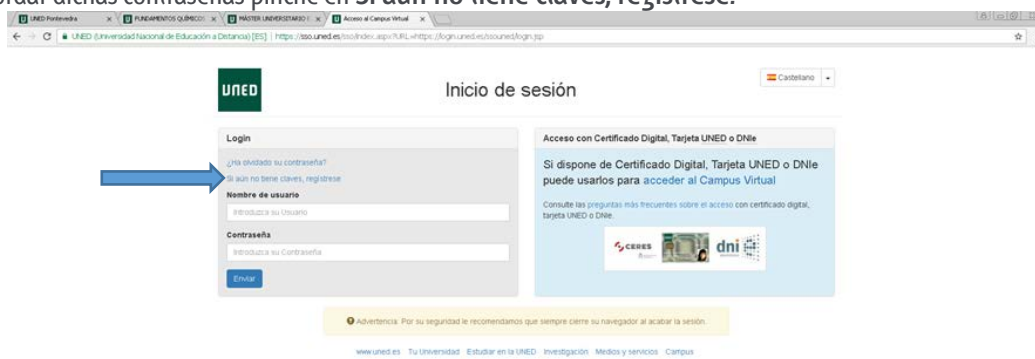 ordar dichas contraseñas pinche en Si aún no tiene claves, regístrese.
UNED Pontevedra
FUNDAMENTOS QUÍMICOS
MÁSTER UNIVERSITARIO
Acceso al Campus Virtual
UNED (Universidad Nacional de Educación a Distancia) [ES] | https://sso.uned.es/sso/index.aspx?URL=https://login.uned.es/ssouned/login.jsp
UNED
Inicio de sesión
Castellano
Login
¿Ha olvidado su contraseña?
Si aún no tiene claves, regístrese
Nombre de usuario
Introduzca su Usuario
Contraseña
Introduzca su Contraseña
Enviar
Acceso con Certificado Digital, Tarjeta UNED o DNIe
Si dispone de Certificado Digital, Tarjeta UNED o DNIe
puede usarlos para acceder al Campus Virtual
Consulte las preguntas más frecuentes sobre el acceso con certificado digital,
tarjeta UNED o DNIe.
CERES
dni
Advertencia: Por su seguridad le recomendamos que siempre cierre su navegador al acabar la sesión.
www.uned.es Tu Universidad Estudiar en la UNED Investigación Medios y servicios Campus